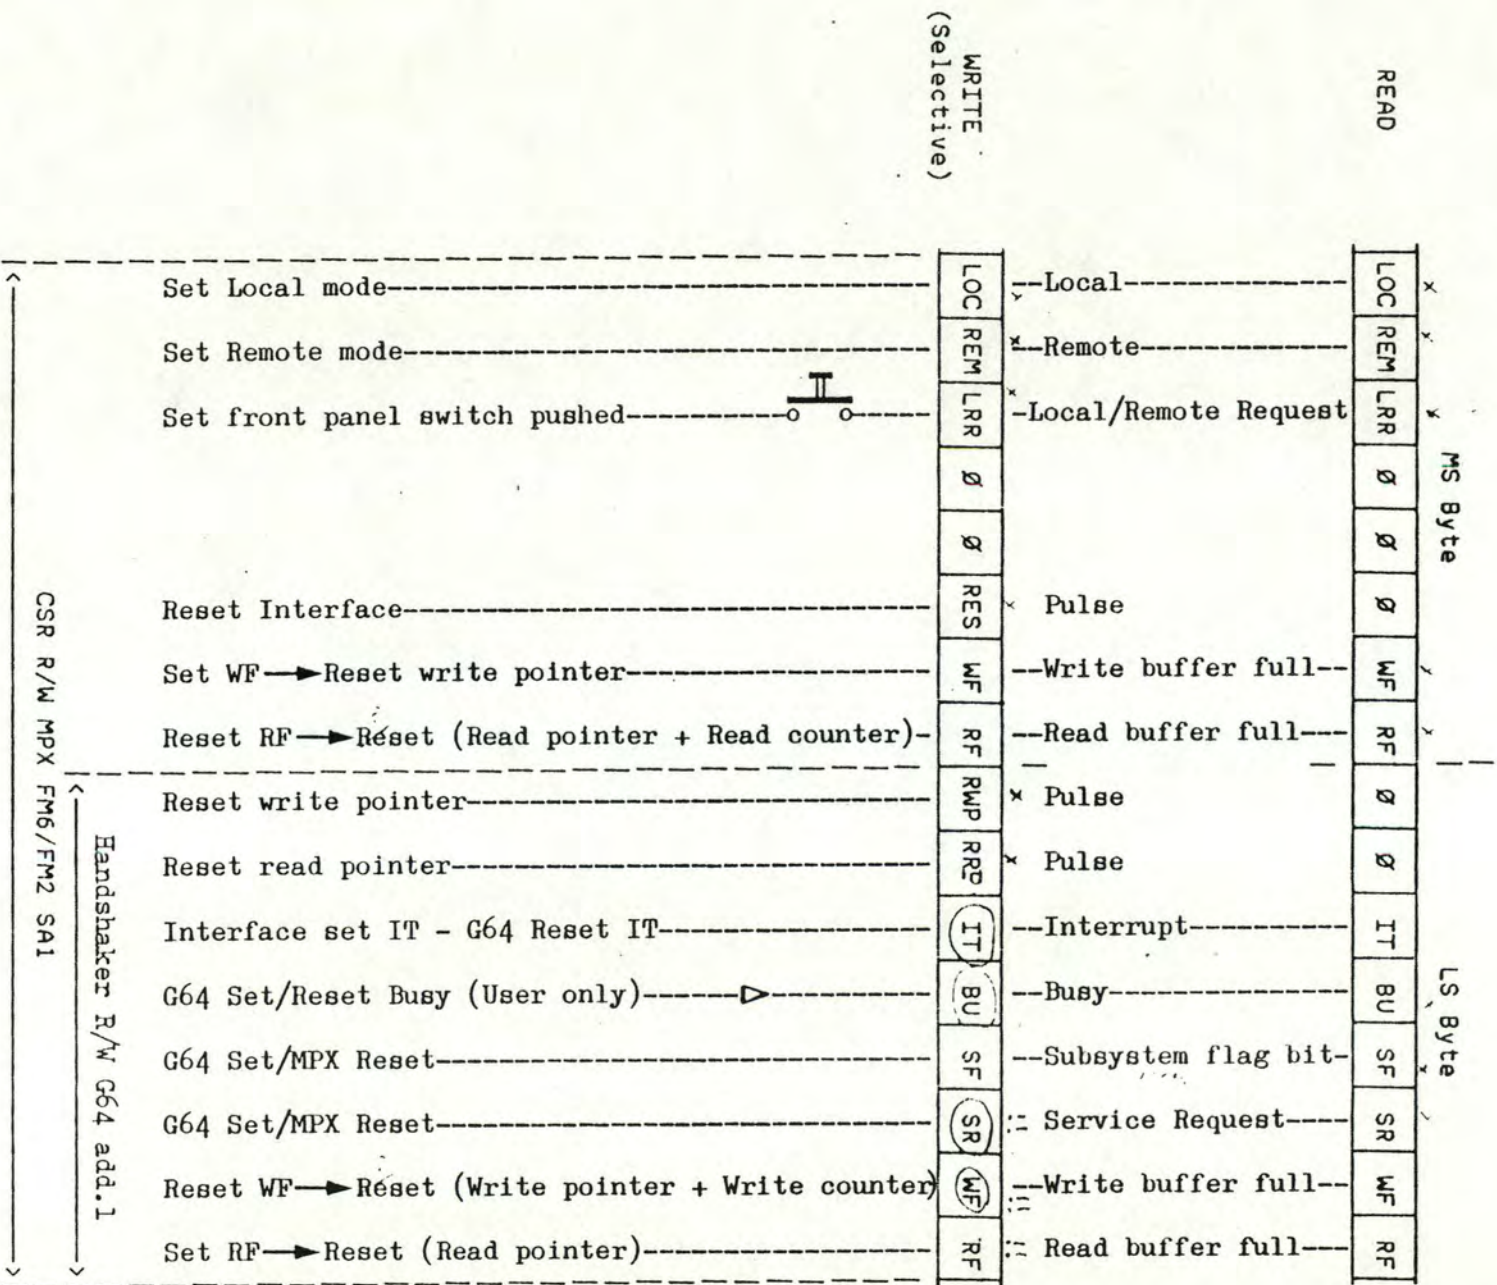 READ
WRITE
(Selective)
MS Byte
LS Byte
LOC REM LRR Ø Ø Ø WF RF Ø Ø IT BU SF SR WF RF
LOC REM LRR Ø Ø RES WF RF RWP RRP IT BU SF SR WF RF
Set Local mode --Local
Set Remote mode --Remote
Set front panel switch pushed -Local/Remote Request
Reset Interface Pulse
Set WF→Reset write pointer --Write buffer full--
Reset RF→Reset (Read pointer + Read counter)- --Read buffer full---
Reset write pointer Pulse
Reset read pointer Pulse
Interface set IT - G64 Reset IT --Interrupt
G64 Set/Reset Busy (User only) --Busy
G64 Set/MPX Reset --Subsystem flag bit-
G64 Set/MPX Reset Service Request----
Reset WF→Reset (Write pointer + Write counter) --Write buffer full--
Set RF→Reset (Read pointer) Read buffer full---
Handshaker R/W G64 add.1
CSR R/W MPX FM6/FM2 SA1